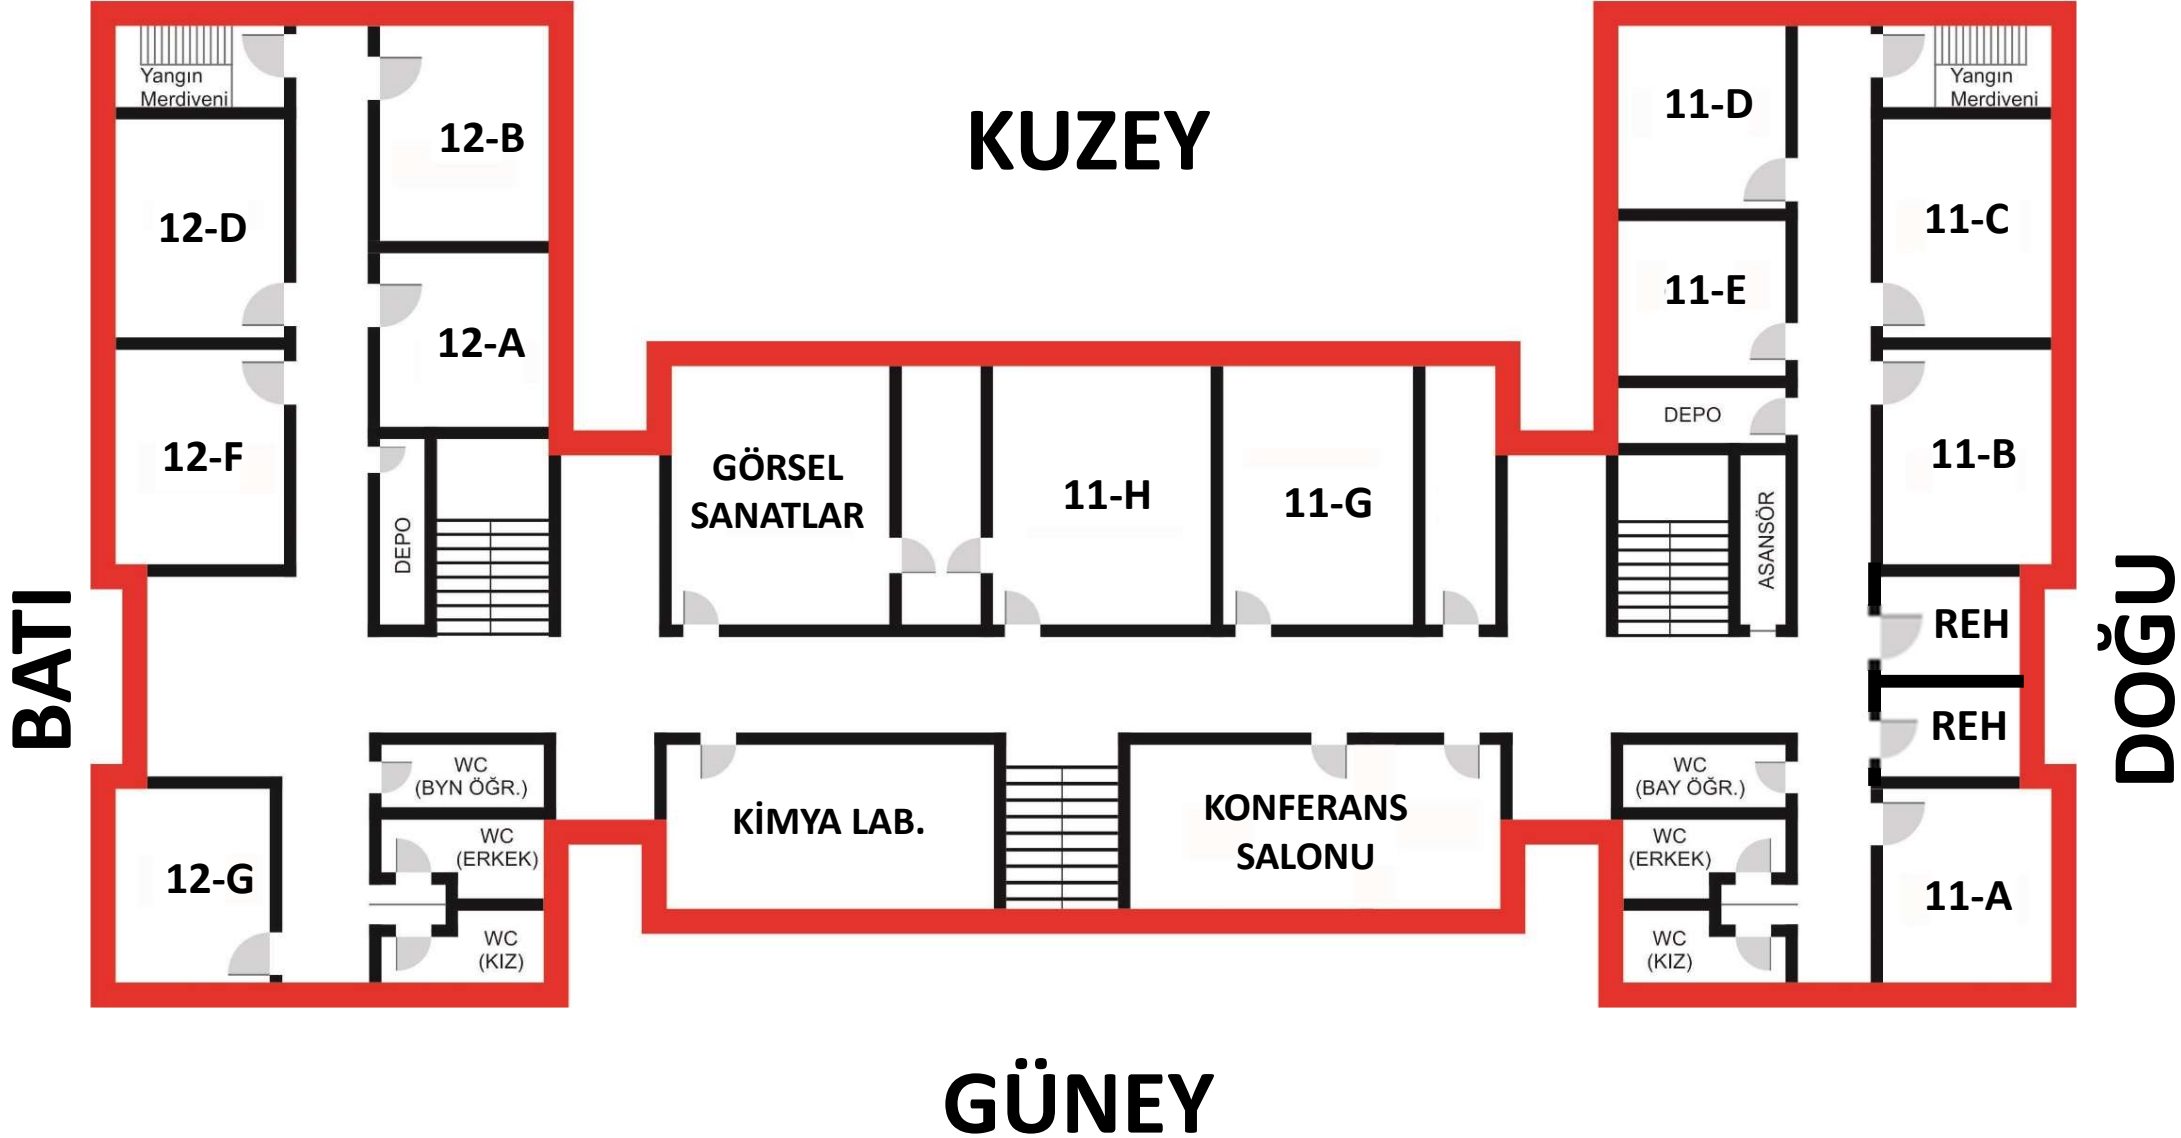 Yangın
Merdiveni
12-B
12-D
12-A
12-F
DEPO
KUZEY
11-D
Yangın
Merdiveni
11-C
11-E
DEPO
11-B
ASANSÖR
GÖRSEL
SANATLAR
11-H
11-G
BATI
DOĞU
REH
REH
WC
(BYN ÖĞR.)
WC
(ERKEK)
WC
(KIZ)
12-G
KİMYA LAB.
KONFERANS
SALONU
WC
(BAY ÖĞR.)
WC
(ERKEK)
WC
(KIZ)
11-A
GÜNEY